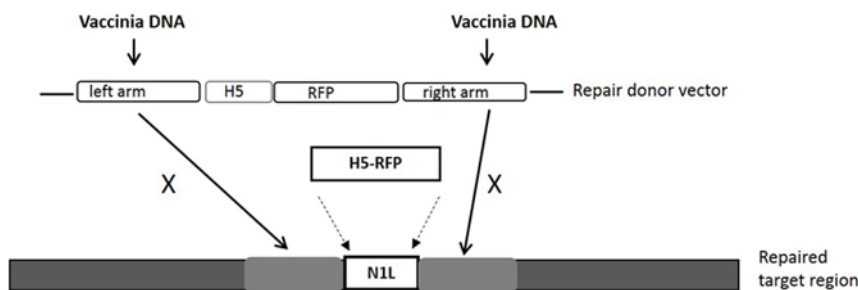 Vaccinia DNA Vaccinia DNA
left arm H5 RFP right arm Repair donor vector
H5-RFP
X X
N1L
Repaired
target region